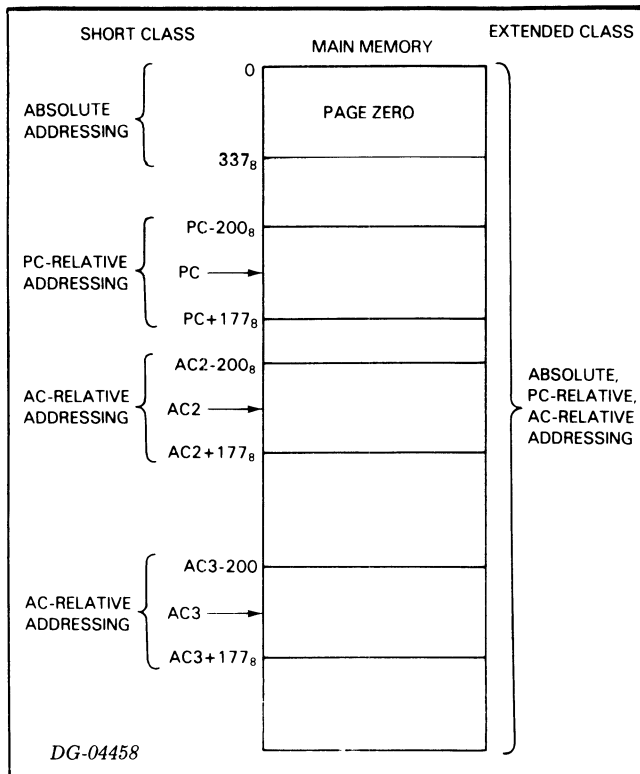 SHORT CLASS
MAIN MEMORY
EXTENDED CLASS
0
ABSOLUTE
ADDRESSING
PAGE ZERO
337₈
PC-200₈
PC-RELATIVE
ADDRESSING
PC
PC+177₈
AC2-200₈
AC-RELATIVE
ADDRESSING
AC2
AC2+177₈
ABSOLUTE,
PC-RELATIVE,
AC-RELATIVE
ADDRESSING
AC3-200
AC-RELATIVE
ADDRESSING
AC3
AC3+177₈
DG-04458